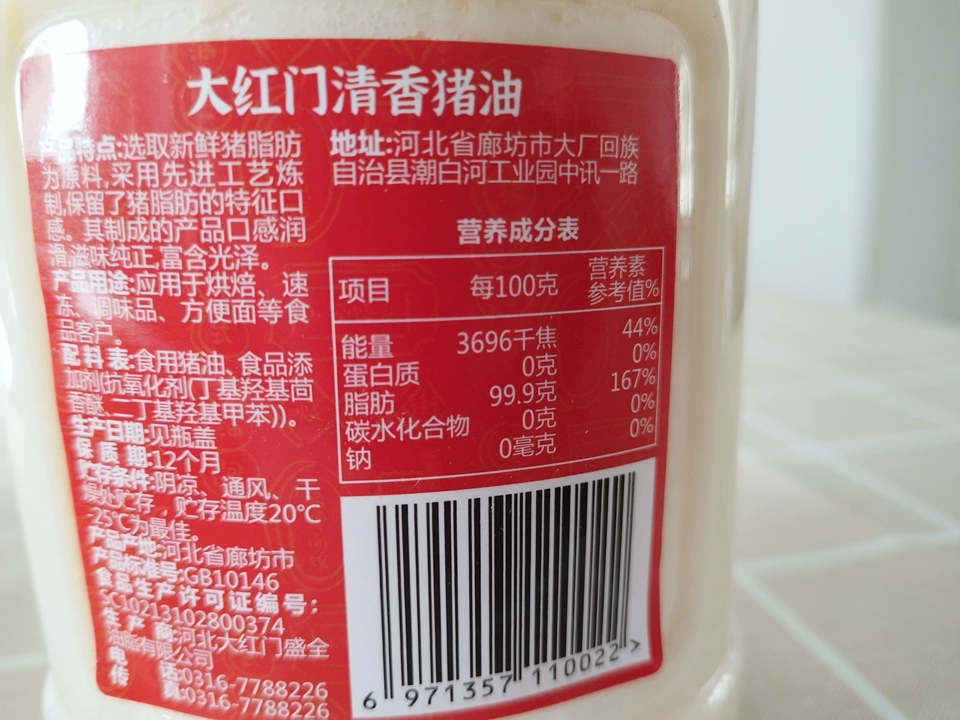 大红门清香猪油
产品特点:选取新鲜猪脂肪
为原料,采用先进工艺炼
制,保留了猪脂肪的特征口
感。其制成的产品口感润
滑,滋味纯正,富含光泽。
产品用途:应用于烘焙、速
冻、调味品、方便面等食
品客户。
配料表:食用猪油、食品添
加剂(抗氧化剂(丁基羟基茴
香醚、二丁基羟基甲苯))。
生产日期:见瓶盖
保质期:12个月
贮存条件:阴凉、通风、干
燥处贮存，贮存温度20℃
25℃为最佳。
产品产地:河北省廊坊市
产品标准号:GB10146
食品生产许可证编号:
SC10213102800374
生产商:河北大红门盛全
油脂有限公司
电话:0316-7788226
传真:0316-7788226
地址:河北省廊坊市大厂回族
自治县潮白河工业园中讯一路
营养成分表
项目 每100克 营养素
参考值%
能量 3696千焦 44%
蛋白质 0克 0%
脂肪 99.9克 167%
碳水化合物 0克 0%
钠 0毫克 0%
6 971357 110022 >